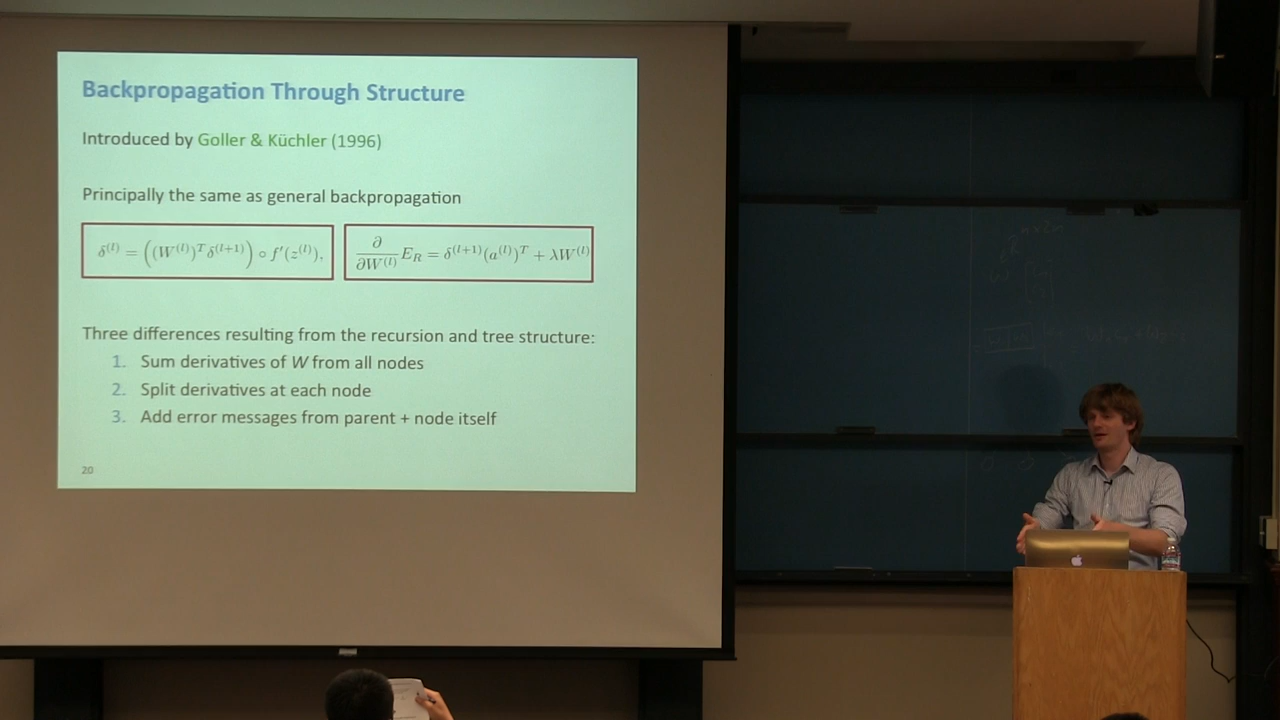 Backpropagation Through Structure
Introduced by Goller & Küchler (1996)
Principally the same as general backpropagation
δ^(l) = ((W^(l))^T δ^(l+1)) ∘ f'(z^(l)),
∂/∂W^(l) E_R = δ^(l+1)(a^(l))^T + λW^(l)
Three differences resulting from the recursion and tree structure:
1. Sum derivatives of W from all nodes
2. Split derivatives at each node
3. Add error messages from parent + node itself
20